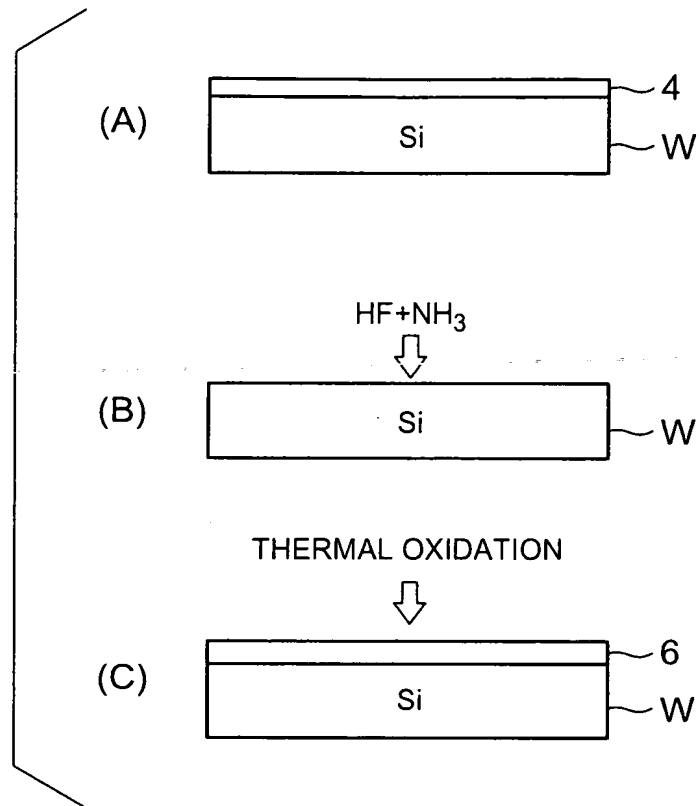 4
(A)
Si
W
HF+NH₃
(B)
Si
W
THERMAL OXIDATION
6
(C)
Si
W